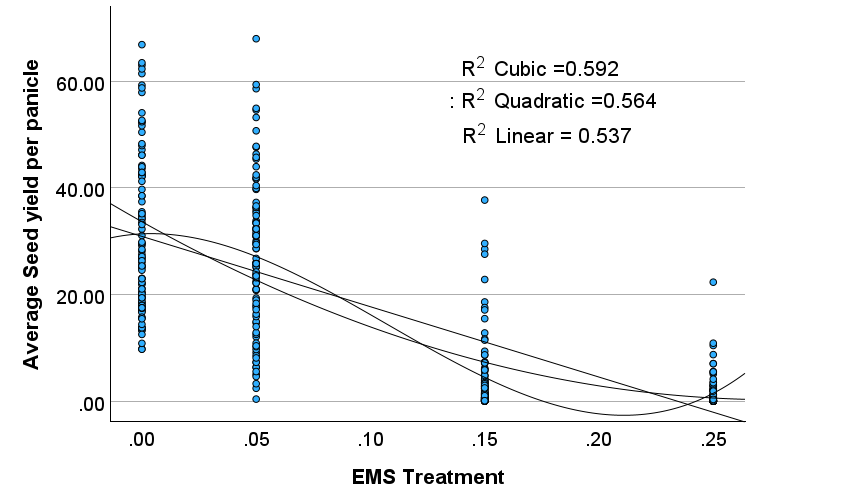 R² Cubic =0.592
: R² Quadratic =0.564
R² Linear = 0.537
Average Seed yield per panicle
60.00
40.00
20.00
.00
.00 .05 .10 .15 .20 .25
EMS Treatment